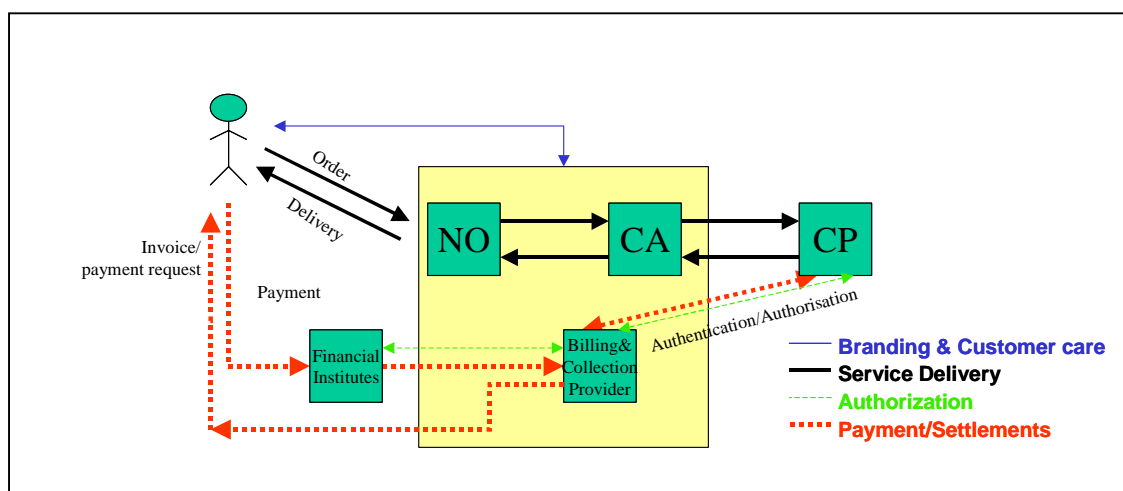 Order
Delivery
NO
CA
CP
Invoice/
payment request
Payment
Authentication/Authorisation
Financial
Institutes
Billing&
Collection
Provider
Branding & Customer care
Service Delivery
Authorization
Payment/Settlements